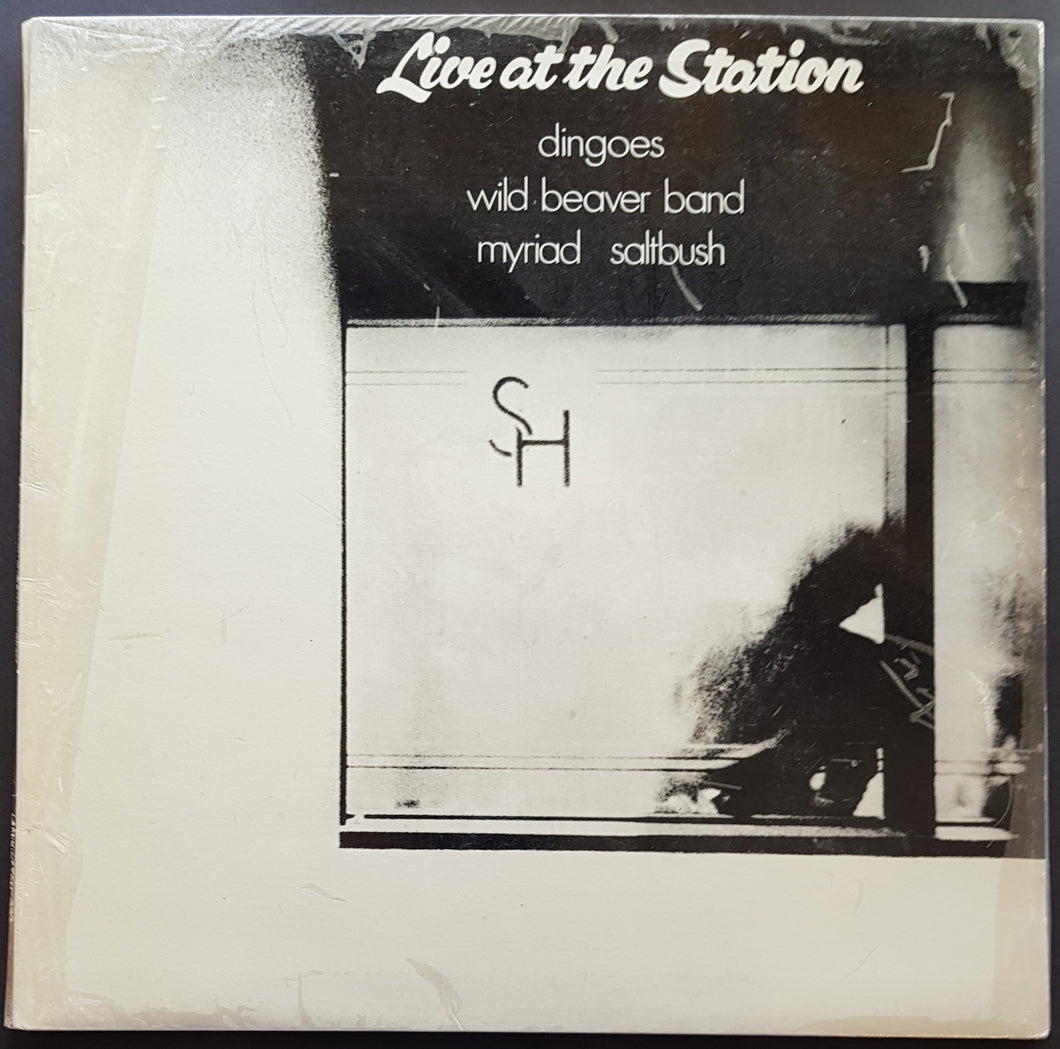 Live at the Station
dingoes
wild beaver band
myriad saltbush
SH